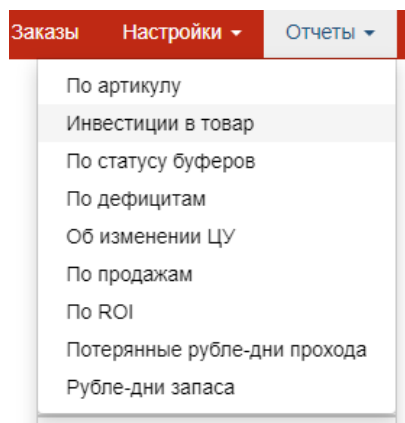 Заказы Настройки Отчеты
По артикулу
Инвестиции в товар
По статусу буферов
По дефицитам
Об изменении ЦУ
По продажам
По ROI
Потерянные рубле-дни прохода
Рубле-дни запаса